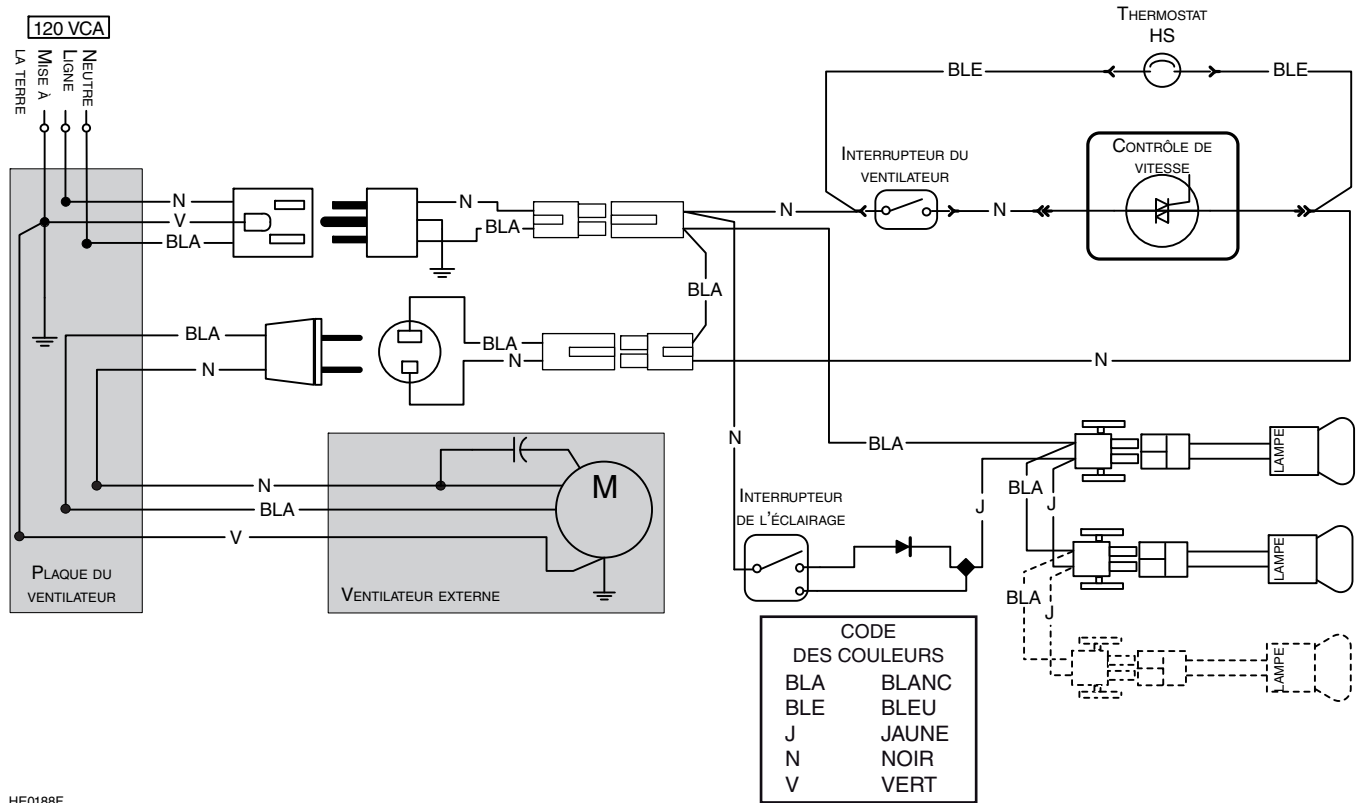 120 VCA
NEUTRE
LIGNE
MISE À
LA TERRE
THERMOSTAT
HS
BLE
BLE
CONTRÔLE DE
VITESSE
INTERRUPTEUR DU
VENTILATEUR
N
V
BLA
N
BLA
N
N
BLA
BLA
N
BLA
N
N
BLA
N
J
BLA
J
BLA
J
LAMPE
LAMPE
LAMPE
N
BLA
V
M
INTERRUPTEUR
DE L'ÉCLAIRAGE
PLAQUE DU
VENTILATEUR
VENTILATEUR EXTERNE
CODE
DES COULEURS
BLA BLANC
BLE BLEU
J JAUNE
N NOIR
V VERT
HE0188F